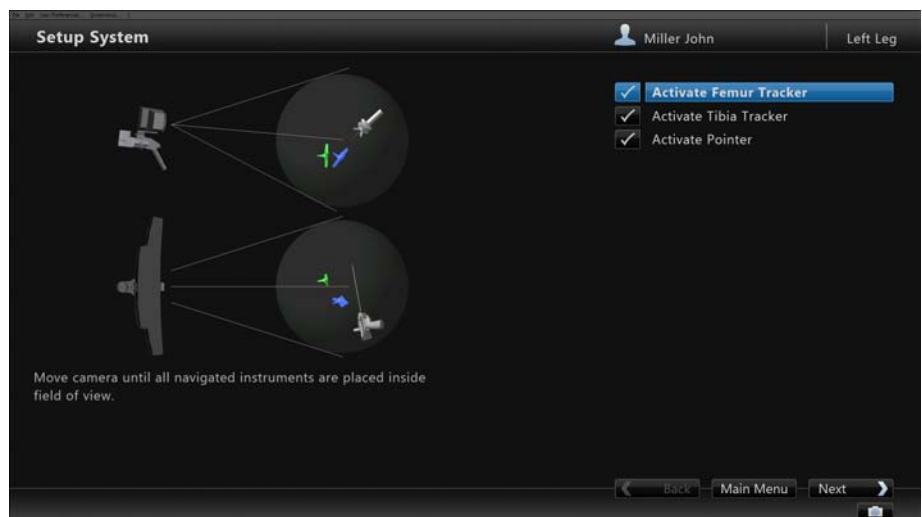 Setup System
Miller John
Left Leg
Activate Femur Tracker
Activate Tibia Tracker
Activate Pointer
Move camera until all navigated instruments are placed inside
field of view.
Back
Main Menu
Next